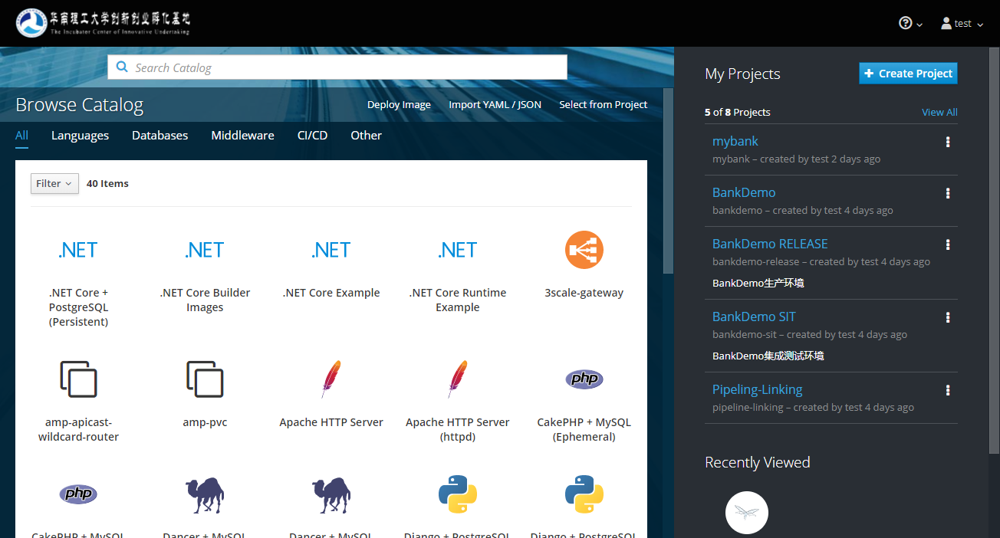 华南理工大学创新创业孵化基地
The Incubator Center of Innovative Undertaking
test
Search Catalog
Browse Catalog
Deploy Image
Import YAML / JSON
Select from Project
All
Languages
Databases
Middleware
CI/CD
Other
Filter
40 Items
.NET
.NET
.NET
.NET
.NET Core +
PostgreSQL
(Persistent)
.NET Core Builder
Images
.NET Core Example
.NET Core Runtime
Example
3scale-gateway
php
amp-apicast-
wildcard-router
amp-pvc
Apache HTTP Server
Apache HTTP Server
(httpd)
CakePHP + MySQL
(Ephemeral)
php
CakePHP + MySQL
Dancer + MySQL
Dancer + MySQL
Django + PostgreSQL
Django + PostgreSQL
My Projects
+ Create Project
5 of 8 Projects
View All
mybank
mybank – created by test 2 days ago
BankDemo
bankdemo – created by test 4 days ago
BankDemo RELEASE
bankdemo-release – created by test 4 days ago
BankDemo生产环境
BankDemo SIT
bankdemo-sit – created by test 4 days ago
BankDemo集成测试环境
Pipeling-Linking
pipeline-linking – created by test 4 days ago
Recently Viewed